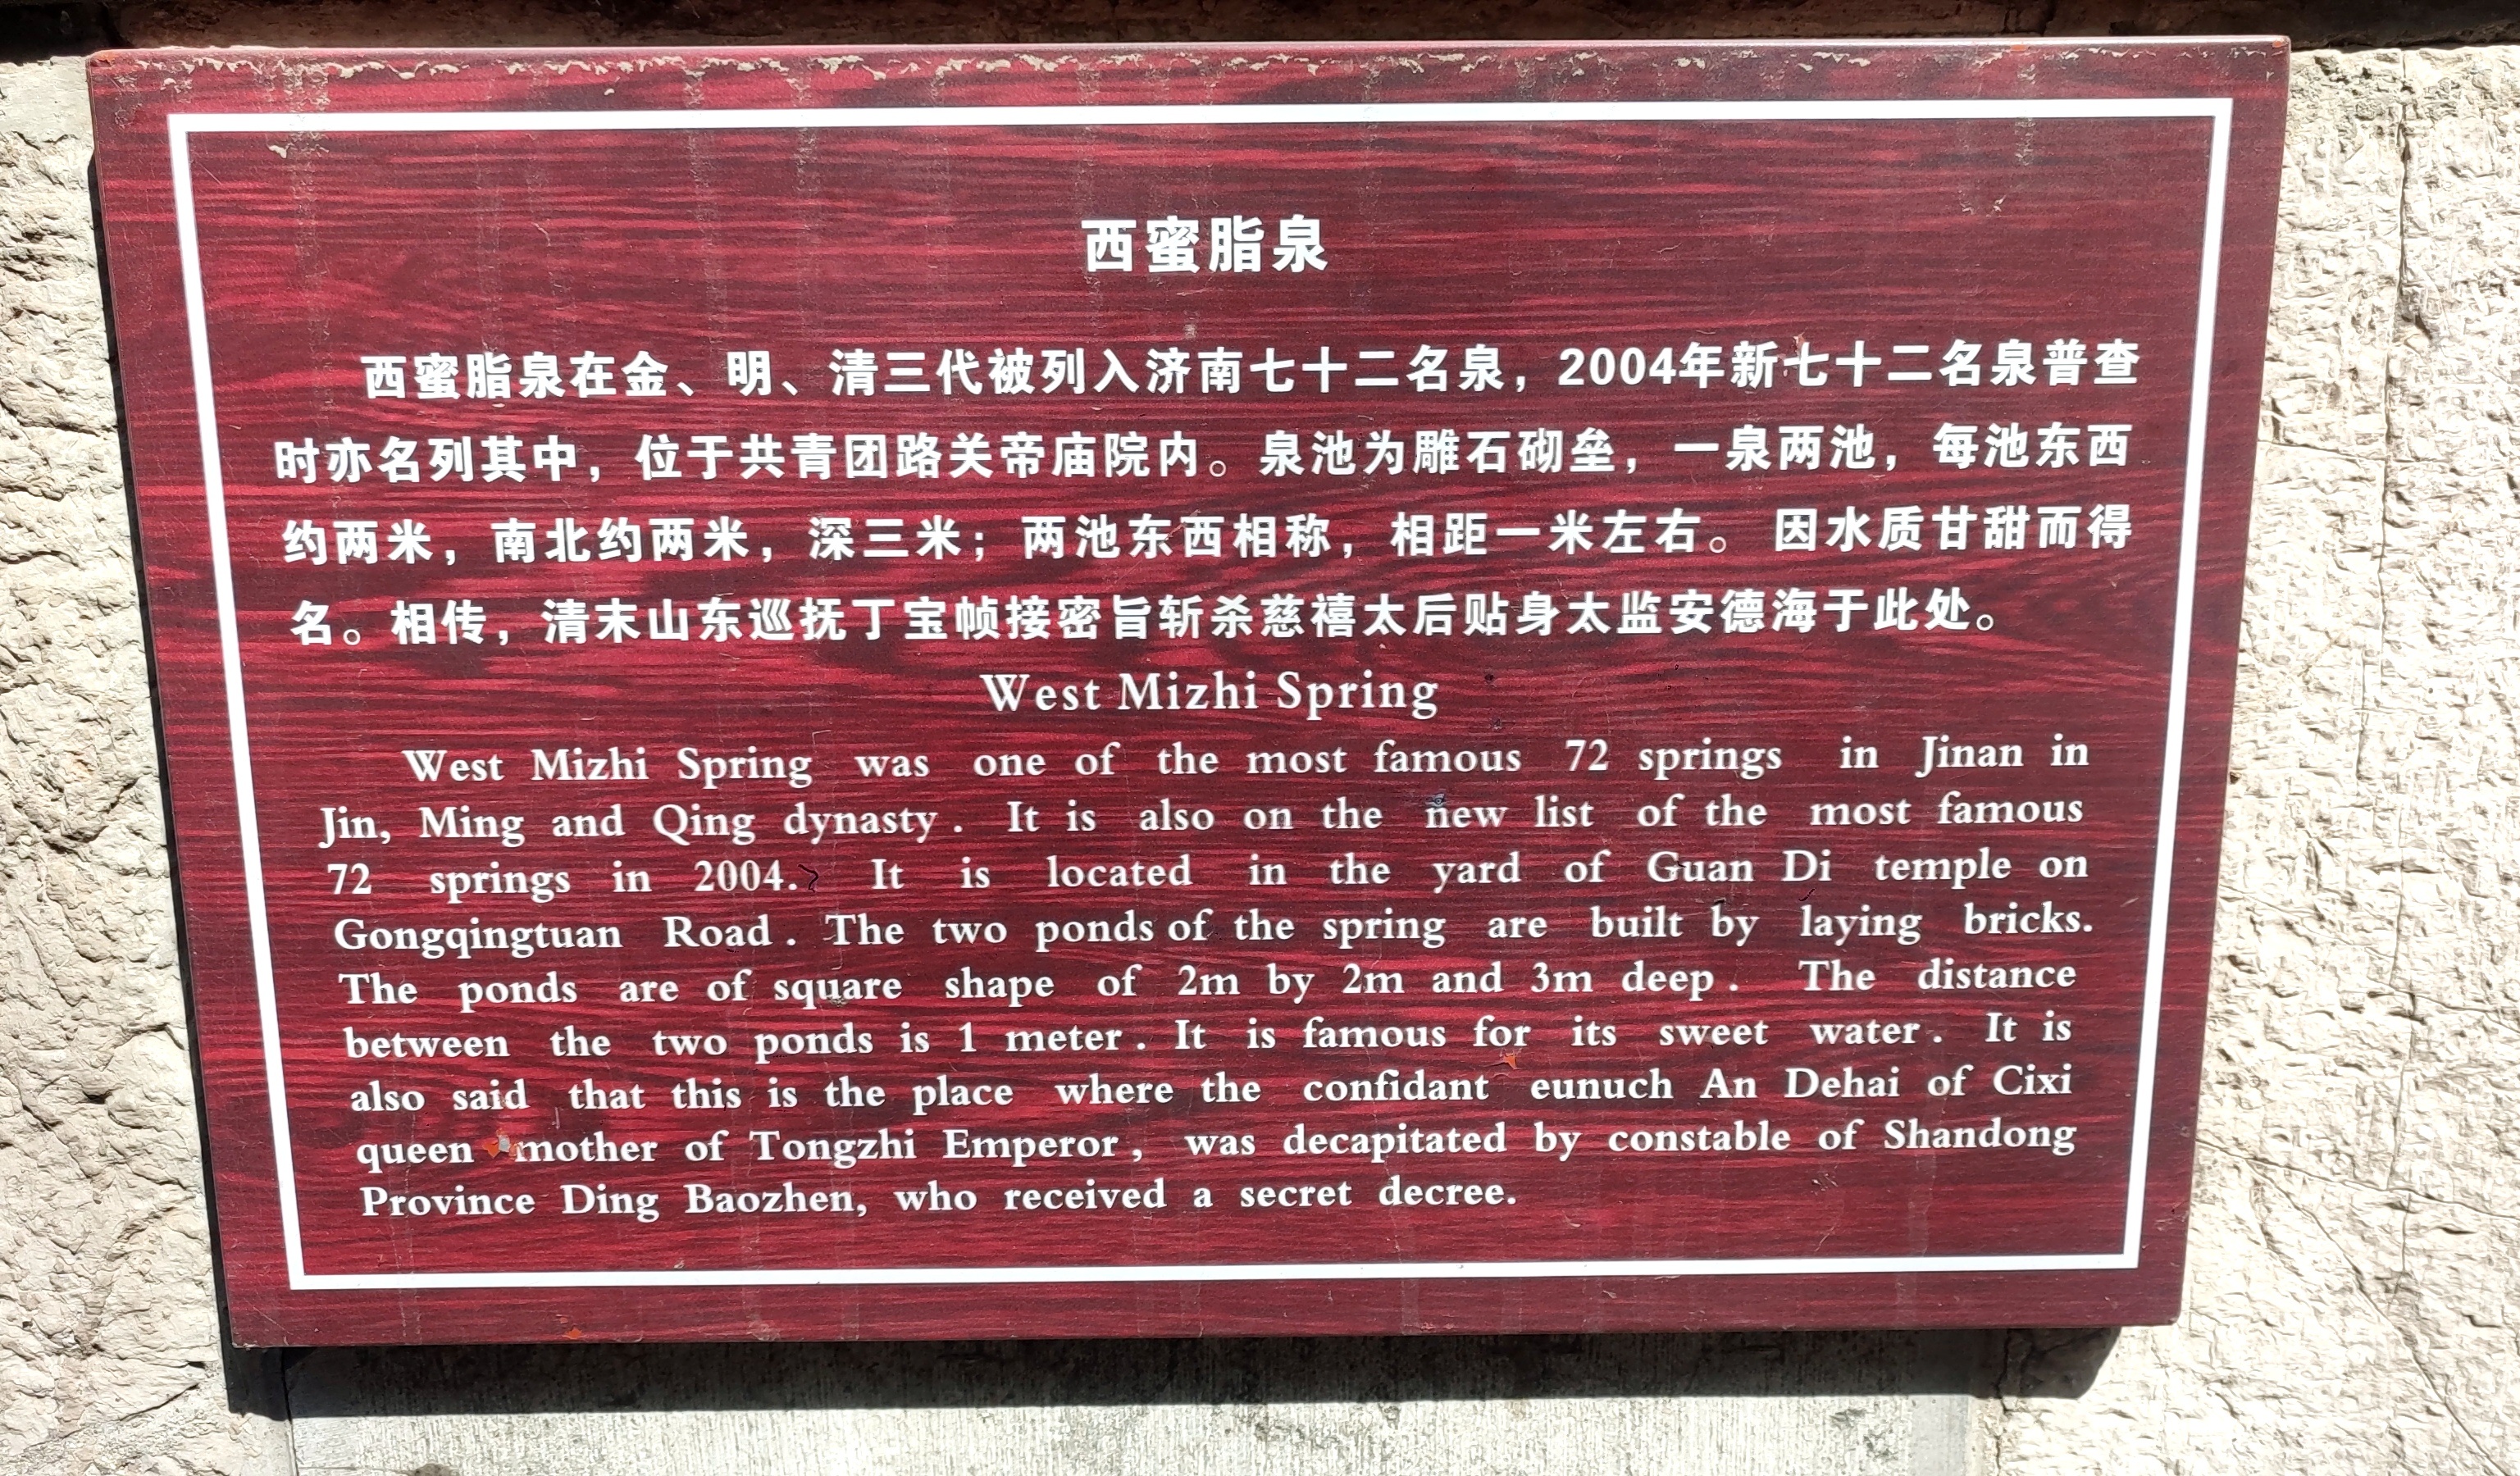 西蜜脂泉
西蜜脂泉在金、明、清三代被列入济南七十二名泉，2004年新七十二名泉普查
时亦名列其中，位于共青团路关帝庙院内。泉池为雕石砌垒，一泉两池，每池东西
约两米，南北约两米，深三米；两池东西相称，相距一米左右。因水质甘甜而得
名。相传，清末山东巡抚丁宝帧接密旨斩杀慈禧太后贴身太监安德海于此处。
West Mizhi Spring
West Mizhi Spring was one of the most famous 72 springs in Jinan in
Jin, Ming and Qing dynasty. It is also on the new list of the most famous
72 springs in 2004. It is located in the yard of Guan Di temple on
Gongqingtuan Road. The two ponds of the spring are built by laying bricks.
The ponds are of square shape of 2m by 2m and 3m deep. The distance
between the two ponds is 1 meter. It is famous for its sweet water. It is
also said that this is the place where the confidant eunuch An Dehai of Cixi
queen mother of Tongzhi Emperor, was decapitated by constable of Shandong
Province Ding Baozhen, who received a secret decree.